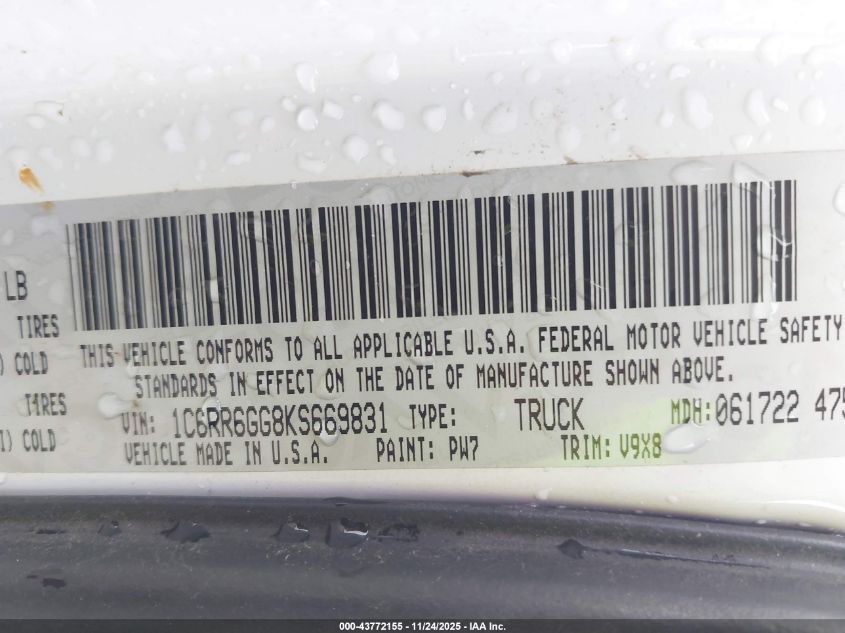 LB
TIRES
) COLD
TIRES
) COLD
THIS VEHICLE CONFORMS TO ALL APPLICABLE U.S.A. FEDERAL MOTOR VEHICLE SAFETY
STANDARDS IN EFFECT ON THE DATE OF MANUFACTURE SHOWN ABOVE.
VIN: 1C6RR6GG8KS669831 TYPE: TRUCK MDH: 061722 475
VEHICLE MADE IN U.S.A. PAINT: PW7 TRIM: V9X8
000-43772155 - 11/24/2025 - IAA Inc.